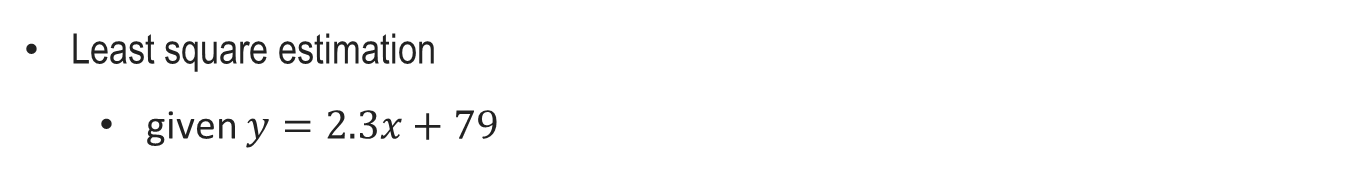 • Least square estimation
• given y = 2.3x + 79